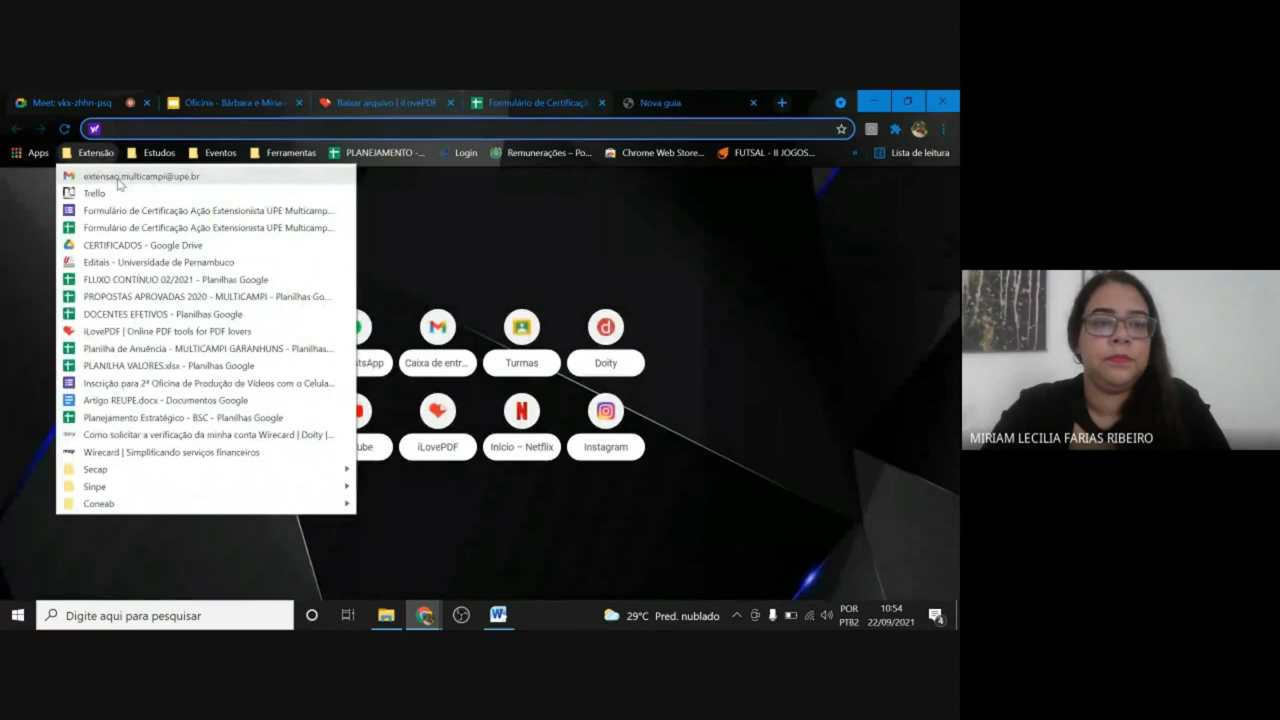 Meet: vkx-zhhn-psq
Oficina - Bárbara e Míria
Baixar arquivo | iLovePDF
Formulário de Certificaçã
Nova guia
Apps
Extensão
Estudos
Eventos
Ferramentas
PLANEJAMENTO -...
Login
Remunerações – Po...
Chrome Web Store...
FUTSAL - II JOGOS...
»
Lista de leitura
extensao.multicampi@upe.br
Trello
Formulário de Certificação Ação Extensionista UPE Multicamp...
Formulário de Certificação Ação Extensionista UPE Multicamp...
CERTIFICADOS - Google Drive
Editais - Universidade de Pernambuco
FLUXO CONTÍNUO 02/2021 - Planilhas Google
PROPOSTAS APROVADAS 2020 - MULTICAMPI - Planilhas Go...
DOCENTES EFETIVOS - Planilhas Google
iLovePDF | Online PDF tools for PDF lovers
Planilha de Anuência - MULTICAMPI GARANHUNS - Planilhas...
PLANILHA VALORES.xlsx - Planilhas Google
Inscrição para 2ª Oficina de Produção de Vídeos com o Celula...
Artigo REUPE.docx - Documentos Google
Planejamento Estratégico - BSC - Planilhas Google
Como solicitar a verificação da minha conta Wirecard | Doity |...
Wirecard | Simplificando serviços financeiros
Secap
Sinpe
Coneab
tsApp
Caixa de entr...
Turmas
Doity
ube
iLovePDF
Início – Netflix
Instagram
MIRIAM LECILIA FARIAS RIBEIRO
Digite aqui para pesquisar
29°C Pred. nublado
POR
PTB2
10:54
22/09/2021
4